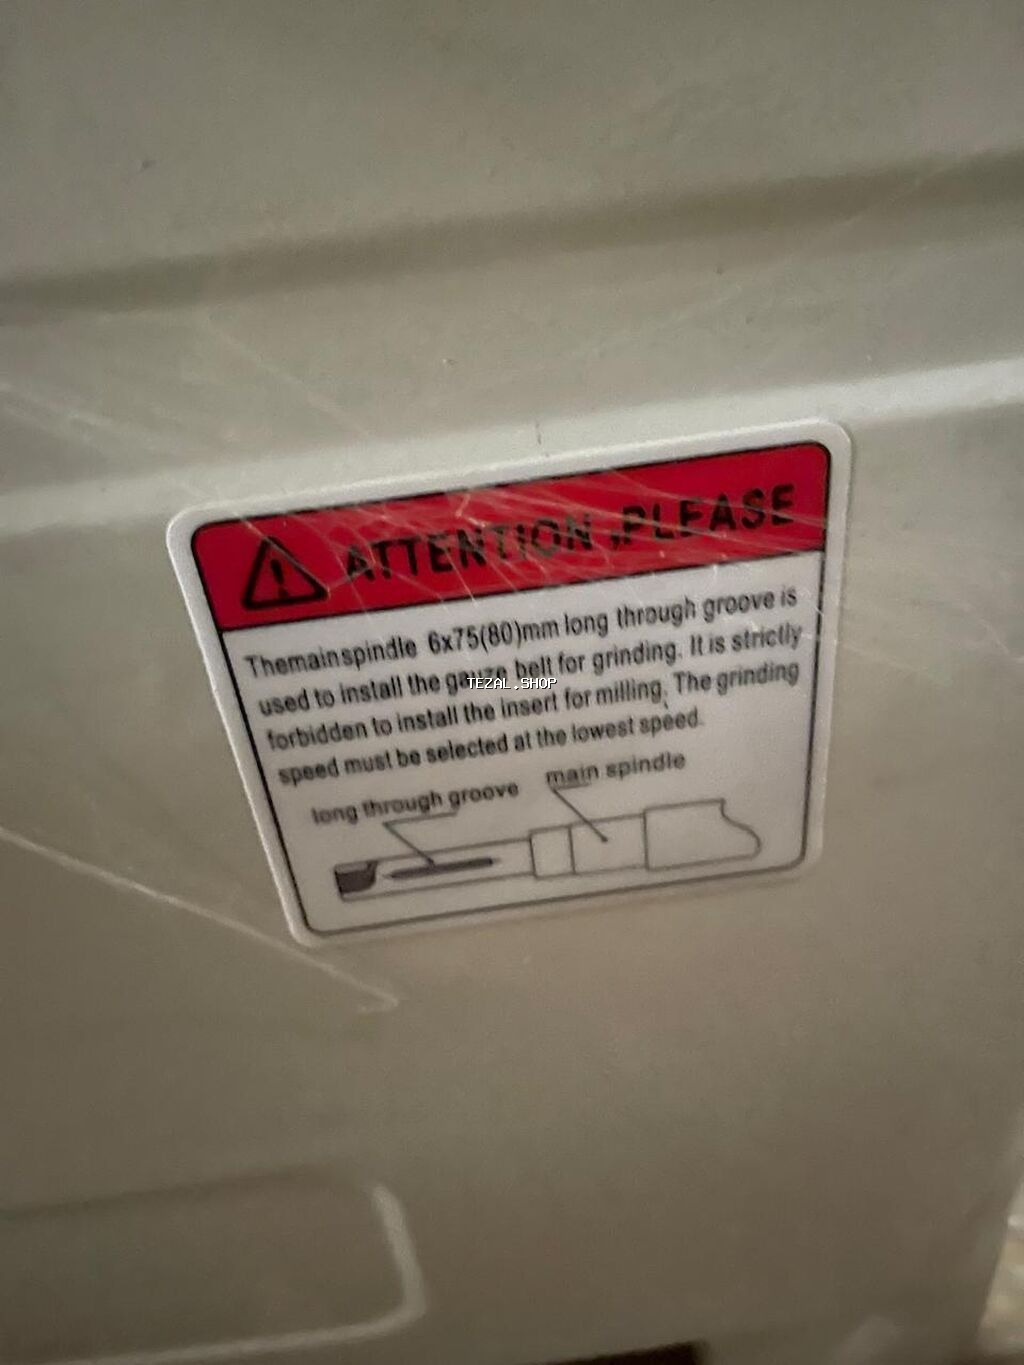 ATTENTION ,PLEASE
Themainspindle 6x75(80)mm long through groove is
used to install the gauze belt for grinding. It is strictly
TEZAL.SHOP
forbidden to install the insert for milling. The grinding
speed must be selected at the lowest speed.
long through groove main spindle